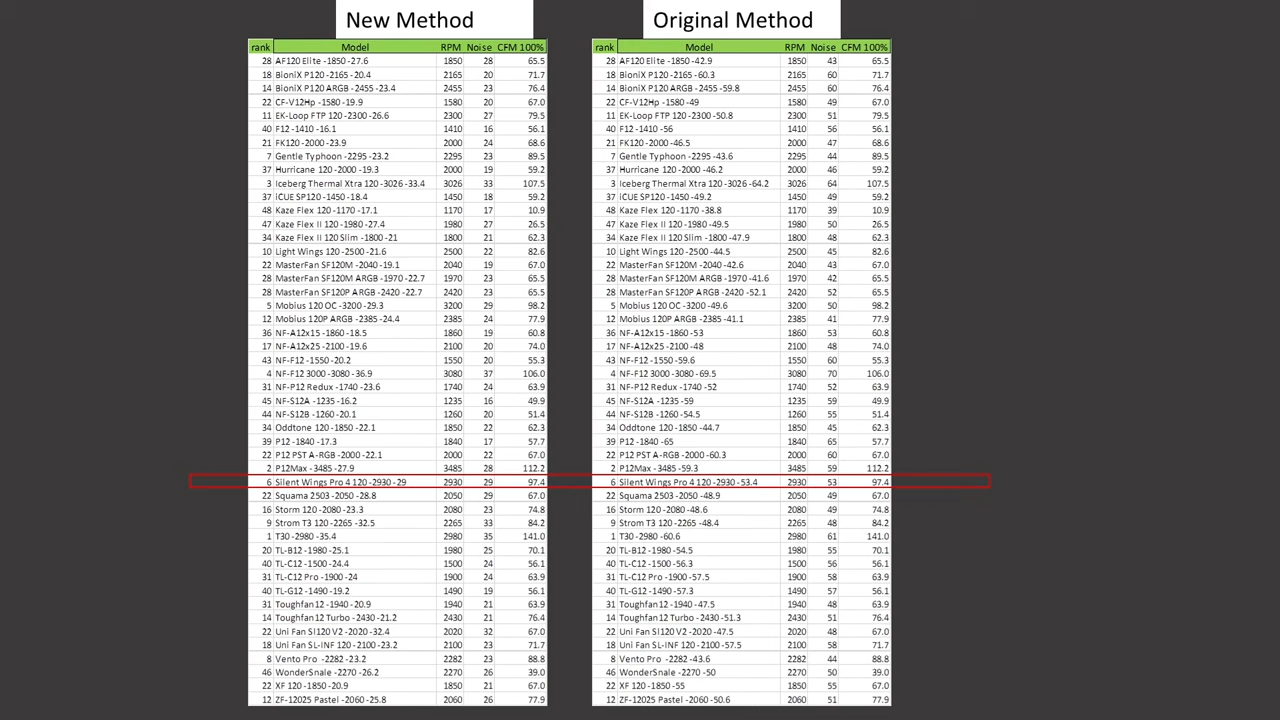 New Method
rank Model RPM Noise CFM 100%
28 AF120 Elite -1850 -27.6 1850 28 65.5
18 BioniX P120 -2165 -20.4 2165 20 71.7
14 BioniX P120 ARGB -2455 -23.4 2455 23 76.4
22 CF-V12Hp -1580 -19.9 1580 20 67.0
11 EK-Loop FTP 120 -2300 -26.6 2300 27 79.5
40 F12 -1410 -16.1 1410 16 56.1
21 FK120 -2000 -23.9 2000 24 68.6
7 Gentle Typhoon -2295 -23.2 2295 23 89.5
37 Hurricane 120 -2000 -19.3 2000 19 59.2
3 Iceberg Thermal Xtra 120 -3026 -33.4 3026 33 107.5
37 iCUE SP120 -1450 -18.4 1450 18 59.2
48 Kaze Flex 120 -1170 -17.1 1170 17 10.9
47 Kaze Flex II 120 -1980 -27.4 1980 27 26.5
34 Kaze Flex II 120 Slim -1800 -21 1800 21 62.3
10 Light Wings 120 -2500 -21.6 2500 22 82.6
22 MasterFan SF120M -2040 -19.1 2040 19 67.0
28 MasterFan SF120M ARGB -1970 -22.7 1970 23 65.5
28 MasterFan SF120P ARGB -2420 -22.7 2420 23 65.5
5 Mobius 120 OC -3200 -29.3 3200 29 98.2
12 Mobius 120P ARGB -2385 -24.4 2385 24 77.9
36 NF-A12x15 -1860 -18.5 1860 19 60.8
17 NF-A12x25 -2100 -19.6 2100 20 74.0
43 NF-F12 -1550 -20.2 1550 20 55.3
4 NF-F12 3000 -3080 -36.9 3080 37 106.0
31 NF-P12 Redux -1740 -23.6 1740 24 63.9
45 NF-S12A -1235 -16.2 1235 16 49.9
44 NF-S12B -1260 -20.1 1260 20 51.4
34 Oddtone 120 -1850 -22.1 1850 22 62.3
39 P12 -1840 -17.3 1840 17 57.7
22 P12 PST A-RGB -2000 -22.1 2000 22 67.0
2 P12Max -3485 -27.9 3485 28 112.2
6 Silent Wings Pro 4 120 -2930 -29 2930 29 97.4
22 Squama 2503 -2050 -28.8 2050 29 67.0
16 Storm 120 -2080 -23.3 2080 23 74.8
9 Strom T3 120 -2265 -32.5 2265 33 84.2
1 T30 -2980 -35.4 2980 35 141.0
20 TL-B12 -1980 -25.1 1980 25 70.1
40 TL-C12 -1500 -24.4 1500 24 56.1
31 TL-C12 Pro -1900 -24 1900 24 63.9
40 TL-G12 -1490 -19.2 1490 19 56.1
31 Toughfan12 -1940 -20.9 1940 21 63.9
14 Toughfan12 Turbo -2430 -21.2 2430 21 76.4
22 Uni Fan Sl120 V2 -2020 -32.4 2020 32 67.0
18 Uni Fan SL-INF 120 -2100 -23.2 2100 23 71.7
8 Vento Pro -2282 -23.2 2282 23 88.8
46 WonderSnale -2270 -26.2 2270 26 39.0
22 XF 120 -1850 -20.9 1850 21 67.0
12 ZF-12025 Pastel -2060 -25.8 2060 26 77.9
Original Method
rank Model RPM Noise CFM 100%
28 AF120 Elite -1850 -42.9 1850 43 65.5
18 BioniX P120 -2165 -60.3 2165 60 71.7
14 BioniX P120 ARGB -2455 -59.8 2455 60 76.4
22 CF-V12Hp -1580 -49 1580 49 67.0
11 EK-Loop FTP 120 -2300 -50.8 2300 51 79.5
40 F12 -1410 -56 1410 56 56.1
21 FK120 -2000 -46.5 2000 47 68.6
7 Gentle Typhoon -2295 -43.6 2295 44 89.5
37 Hurricane 120 -2000 -46.2 2000 46 59.2
3 Iceberg Thermal Xtra 120 -3026 -64.2 3026 64 107.5
37 iCUE SP120 -1450 -49.2 1450 49 59.2
48 Kaze Flex 120 -1170 -38.8 1170 39 10.9
47 Kaze Flex II 120 -1980 -49.5 1980 50 26.5
34 Kaze Flex II 120 Slim -1800 -47.9 1800 48 62.3
10 Light Wings 120 -2500 -44.5 2500 45 82.6
22 MasterFan SF120M -2040 -42.6 2040 43 67.0
28 MasterFan SF120M ARGB -1970 -41.6 1970 42 65.5
28 MasterFan SF120P ARGB -2420 -52.1 2420 52 65.5
5 Mobius 120 OC -3200 -49.6 3200 50 98.2
12 Mobius 120P ARGB -2385 -41.1 2385 41 77.9
36 NF-A12x15 -1860 -53 1860 53 60.8
17 NF-A12x25 -2100 -48 2100 48 74.0
43 NF-F12 -1550 -59.6 1550 60 55.3
4 NF-F12 3000 -3080 -69.5 3080 70 106.0
31 NF-P12 Redux -1740 -52 1740 52 63.9
45 NF-S12A -1235 -59 1235 59 49.9
44 NF-S12B -1260 -54.5 1260 55 51.4
34 Oddtone 120 -1850 -44.7 1850 45 62.3
39 P12 -1840 -65 1840 65 57.7
22 P12 PST A-RGB -2000 -60.3 2000 60 67.0
2 P12Max -3485 -59.3 3485 59 112.2
6 Silent Wings Pro 4 120 -2930 -53.4 2930 53 97.4
22 Squama 2503 -2050 -48.9 2050 49 67.0
16 Storm 120 -2080 -48.6 2080 49 74.8
9 Strom T3 120 -2265 -48.4 2265 48 84.2
1 T30 -2980 -60.6 2980 61 141.0
20 TL-B12 -1980 -54.5 1980 55 70.1
40 TL-C12 -1500 -56.3 1500 56 56.1
31 TL-C12 Pro -1900 -57.5 1900 58 63.9
40 TL-G12 -1490 -57.3 1490 57 56.1
31 Toughfan12 -1940 -47.5 1940 48 63.9
14 Toughfan12 Turbo -2430 -51.3 2430 51 76.4
22 Uni Fan Sl120 V2 -2020 -47.5 2020 48 67.0
18 Uni Fan SL-INF 120 -2100 -57.5 2100 58 71.7
8 Vento Pro -2282 -43.6 2282 44 88.8
46 WonderSnale -2270 -50 2270 50 39.0
22 XF 120 -1850 -55 1850 55 67.0
12 ZF-12025 Pastel -2060 -50.6 2060 51 77.9